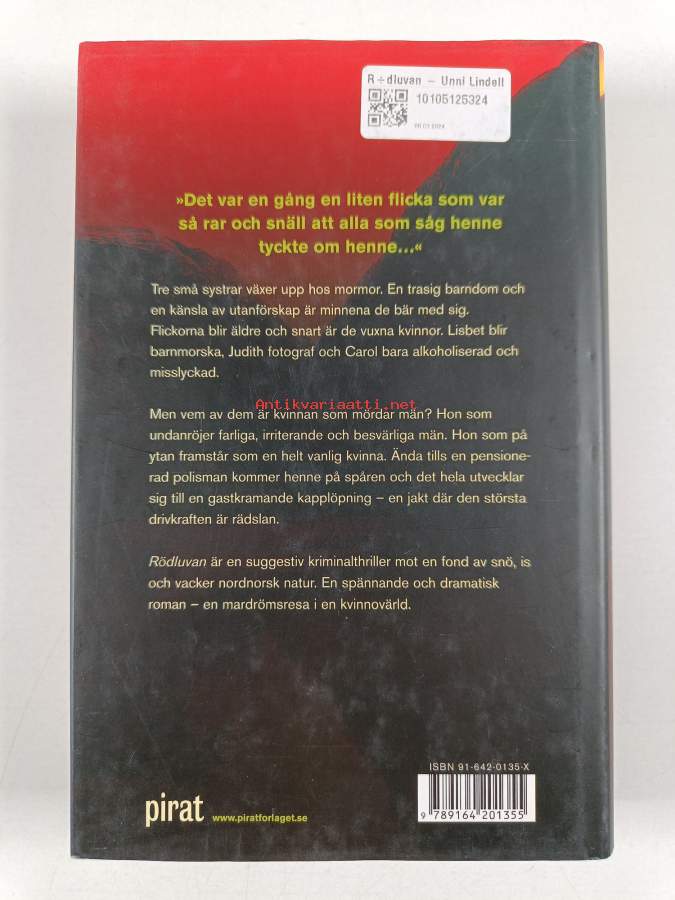 R÷dluvan – Unni Lindell
10105125324
»Det var en gång en liten flicka som var
så rar och snäll att alla som såg henne
tyckte om henne...«
Tre små systrar växer upp hos mormor. En trasig barndom och
en känsla av utanförskap är minnena de bär med sig.
Flickorna blir äldre och snart är de vuxna kvinnor. Lisbet blir
barnmorska, Judith fotograf och Carol bara alkoholiserad och
misslyckad.
Antikvariaatti.net
Men vem av dem är kvinnan som mördar män? Hon som
undanröjer farliga, irriterande och besvärliga män. Hon som på
ytan framstår som en helt vanlig kvinna. Ända tills en pensione-
rad polisman kommer henne på spåren och det hela utvecklar
sig till en gastkramande kapplöpning – en jakt där den största
drivkraften är rädslan.
Rödluvan är en suggestiv kriminalthriller mot en fond av snö, is
och vacker nordnorsk natur. En spännande och dramatisk
roman – en mardrömsresa i en kvinnovärld.
ISBN 91-642-0135-X
9 789164 201355
pirat www.piratforlaget.se